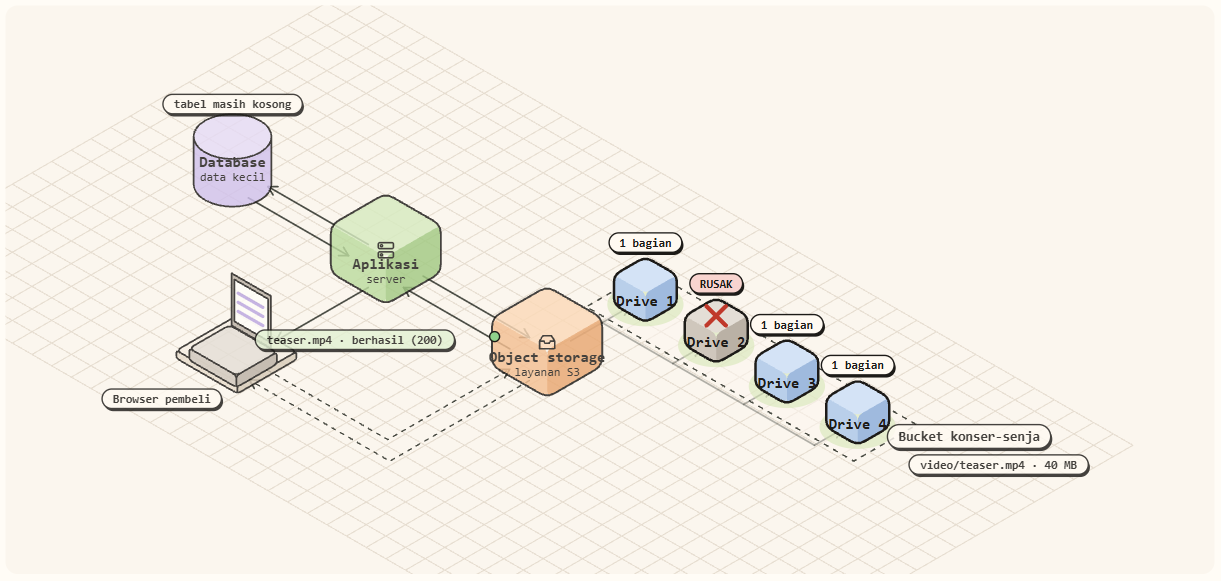 tabel masih kosong
Database
data kecil
Aplikasi
server
teaser.mp4 · berhasil (200)
Browser pembeli
Object storage
layanan S3
1 bagian
Drive 1
RUSAK
Drive 2
1 bagian
Drive 3
1 bagian
Drive 4
Bucket konser-senja
video/teaser.mp4 · 40 MB